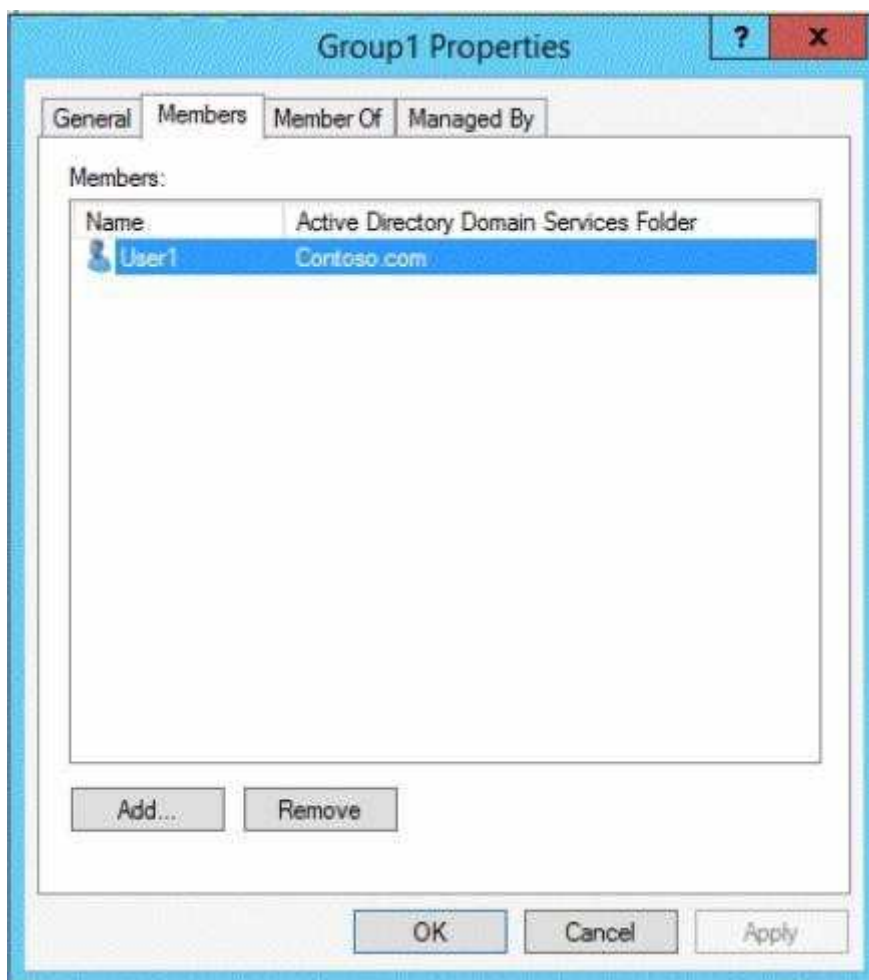 Group1 Properties ? x
General Members Member Of Managed By
Members:
Name Active Directory Domain Services Folder
User1 Contoso.com
Add... Remove
OK Cancel Apply